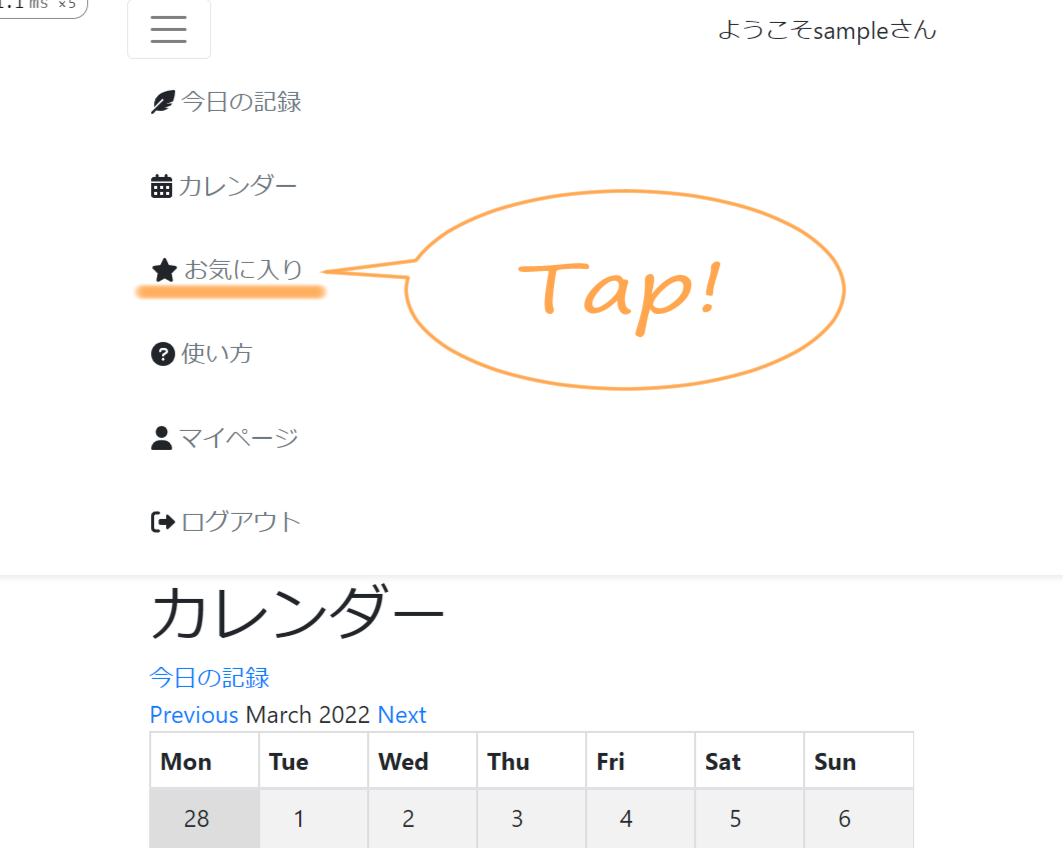 ms ×5
ようこそsampleさん
今日の記録
カレンダー
お気に入り
Tap!
使い方
マイページ
ログアウト
カレンダー
今日の記録
Previous March 2022 Next
Mon Tue Wed Thu Fri Sat Sun
28 1 2 3 4 5 6